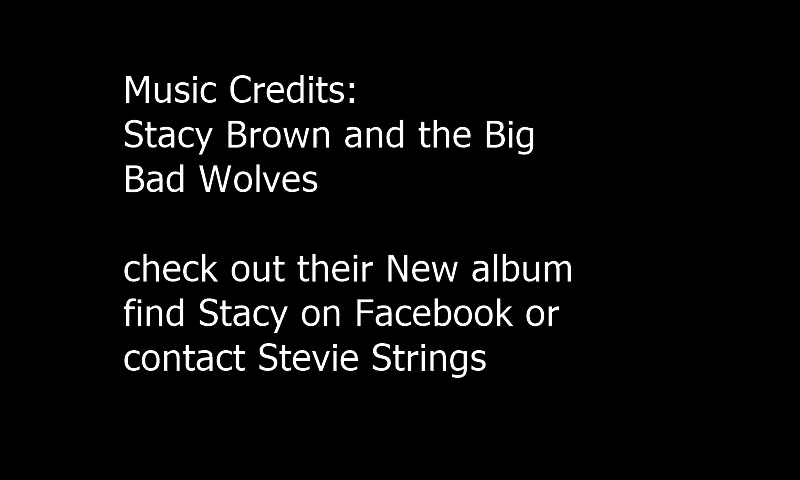 Music Credits:
Stacy Brown and the Big
Bad Wolves
check out their New album
find Stacy on Facebook or
contact Stevie Strings